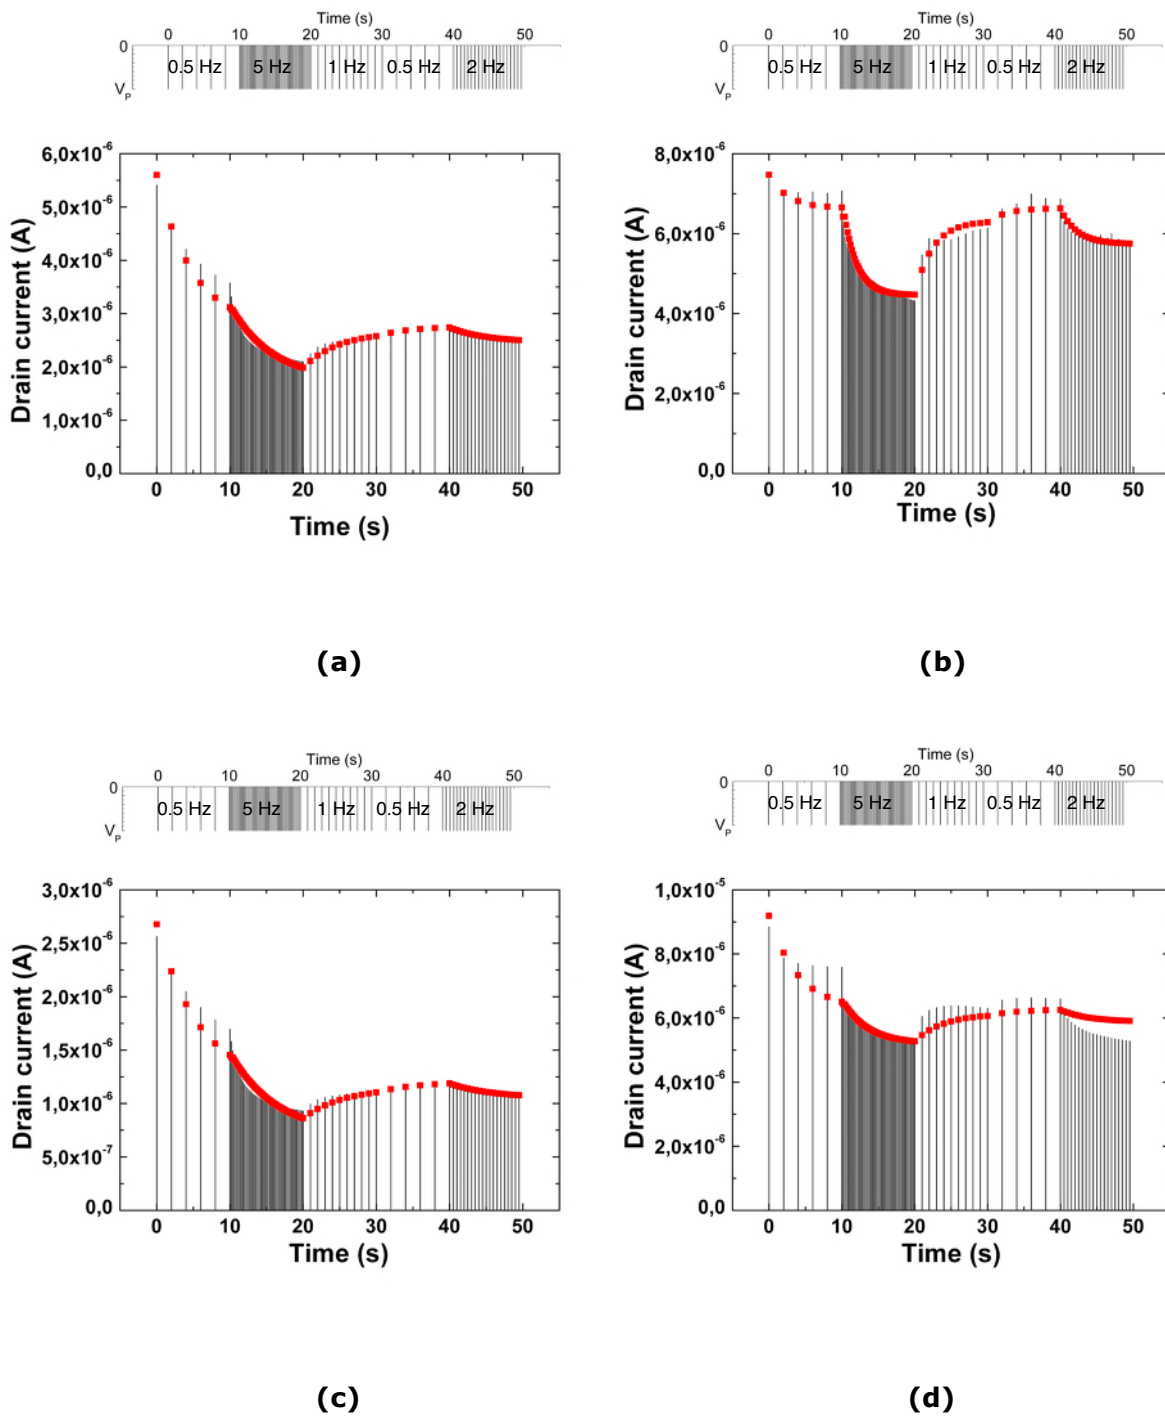 Time (s)
0 10 20 30 40 50
0
0.5 Hz 5 Hz 1 Hz 0.5 Hz 2 Hz
V_P
6,0x10^-6
5,0x10^-6
4,0x10^-6
3,0x10^-6
2,0x10^-6
1,0x10^-6
0,0
Drain current (A)
0 10 20 30 40 50
Time (s)
(a)
Time (s)
0 10 20 30 40 50
0
0.5 Hz 5 Hz 1 Hz 0.5 Hz 2 Hz
V_P
8,0x10^-6
6,0x10^-6
4,0x10^-6
2,0x10^-6
0,0
Drain current (A)
0 10 20 30 40 50
Time (s)
(b)
Time (s)
0 10 20 30 40 50
0
0.5 Hz 5 Hz 1 Hz 0.5 Hz 2 Hz
V_P
3,0x10^-6
2,5x10^-6
2,0x10^-6
1,5x10^-6
1,0x10^-6
5,0x10^-7
0,0
Drain current (A)
0 10 20 30 40 50
Time (s)
(c)
Time (s)
0 10 20 30 40 50
0
0.5 Hz 5 Hz 1 Hz 0.5 Hz 2 Hz
V_P
1,0x10^-5
8,0x10^-6
6,0x10^-6
4,0x10^-6
2,0x10^-6
0,0
Drain current (A)
0 10 20 30 40 50
Time (s)
(d)